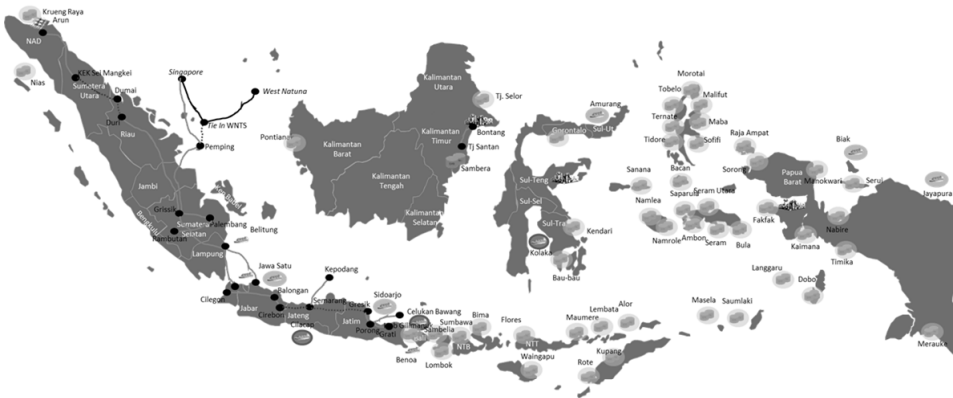 Krueng Raya
Arun
NAD
Nias
KEK Sei Mangkei
Sumatera
Utara
Dumai
Duri
Riau
Singapore
West Natuna
Tie In WNTS
Pemping
Jambi
Grissik
Sumatera
Selatan
Palembang
Bengkulu
Rambutan
Lampung
Belitung
Cilegon
Jawa Satu
Balongan
Jabar
Cirebon
Jateng
Cilacap
Semarang
Kepodang
Gresik
Sidoarjo
Jatim
Porong
Grati
Celukan Bawang
Benoa
Lombok
Sambelia
Sumbawa
NTB
Bima
Pontian
Kalimantan
Barat
Kalimantan
Tengah
Kalimantan
Selatan
Kalimantan
Timur
Kalimantan
Utara
Tj. Selor
Bontang
Tj Santan
Sambera
Amurang
Gorontalo
Sul-Ut
Sul-Teng
Sul-Sel
Sul-Tra
Kolaka
Kendari
Bau-bau
Flores
NTT
Waingapu
Maumere
Lembata
Alor
Kupang
Rote
Morotai
Tobelo
Malifut
Ternate
Maba
Tidore
Sofifi
Bacan
Sanana
Namlea
Saparula
Seram Utara
Namrole
Ambon
Seram
Bula
Raja Ampat
Sorong
Papua
Barat
Manokwari
Biak
Serui
Jayapura
Fakfak
Nabire
Kaimana
Timika
Langgaru
Dobo
Masela
Saumlaki
Merauke